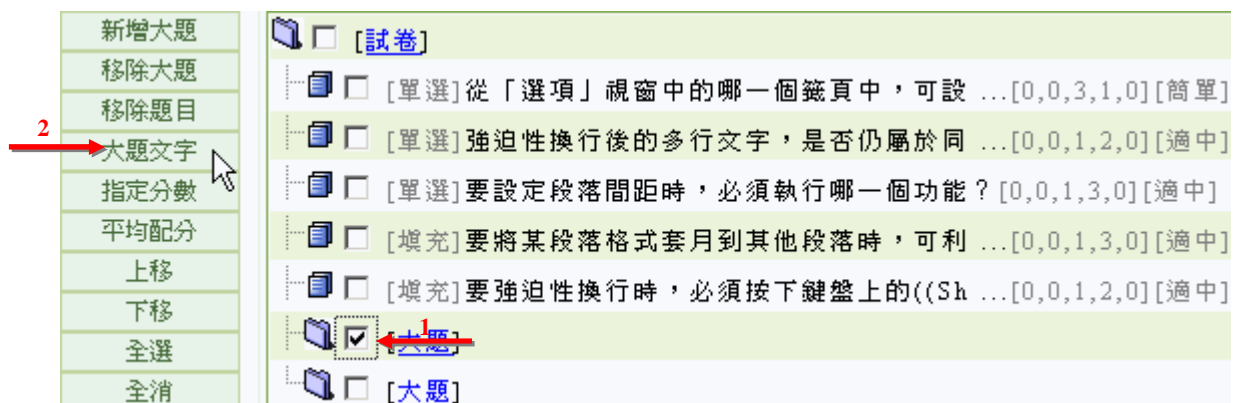 新增大題
移除大題
移除題目
2
大題文字
指定分數
平均配分
上移
下移
全選
全消
[試卷]
[單選]從「選項」視窗中的哪一個籤頁中，可設 ...[0,0,3,1,0][簡單]
[單選]強迫性換行後的多行文字，是否仍屬於同 ...[0,0,1,2,0][適中]
[單選]要設定段落間距時，必須執行哪一個功能？[0,0,1,3,0][適中]
[填充]要將某段落格式套用到其他段落時，可利 ...[0,0,1,3,0][適中]
[填充]要強迫性換行時，必須按下鍵盤上的((Sh ...[0,0,1,2,0][適中]
[大題]
1
[大題]